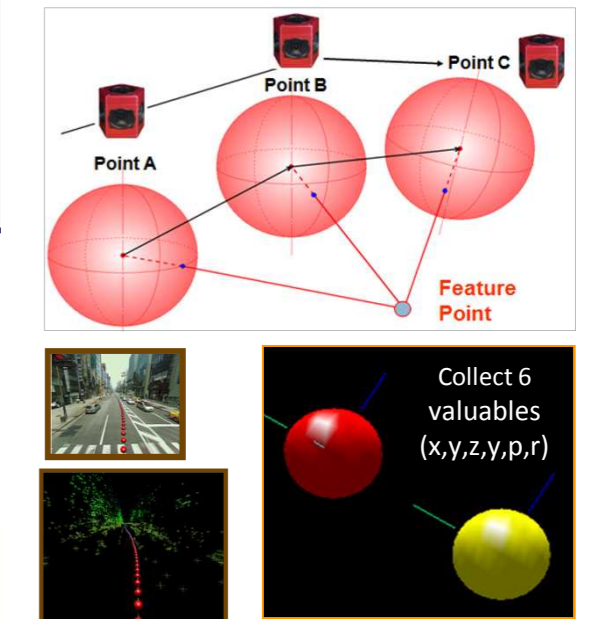 Point A
Point B
Point C
Feature
Point
Collect 6
valuables
(x,y,z,y,p,r)